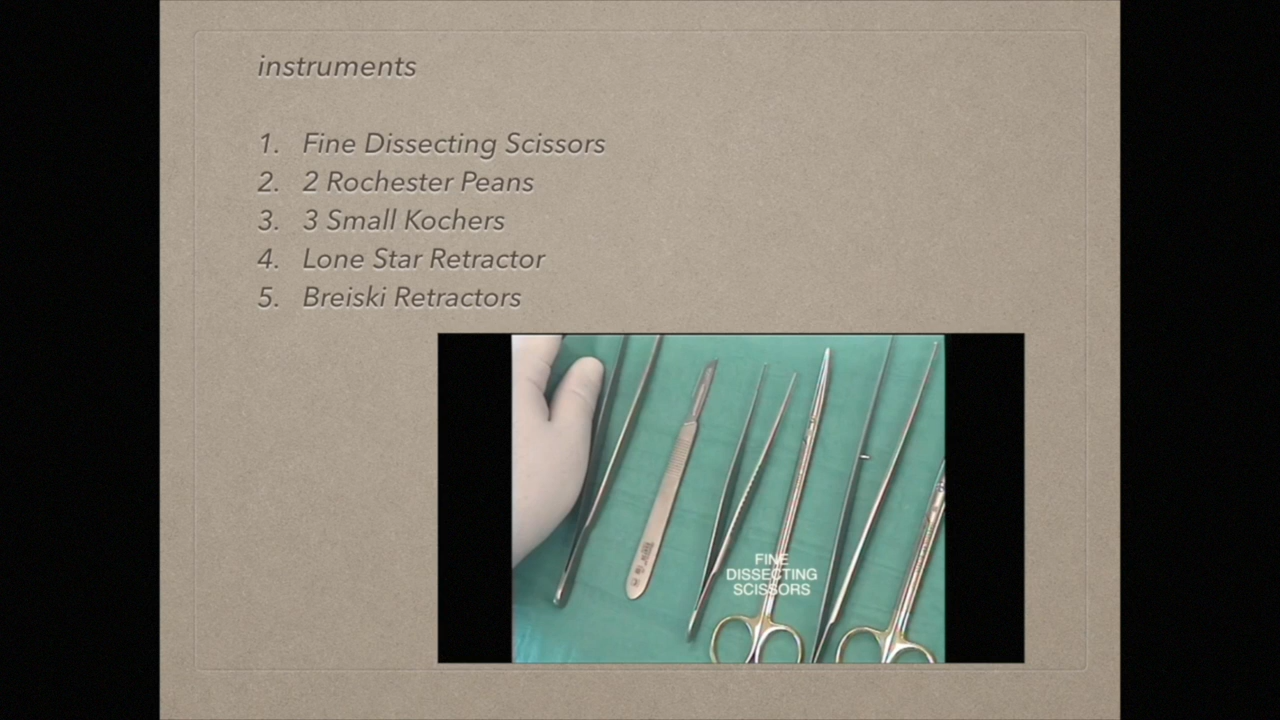 instruments
1. Fine Dissecting Scissors
2. 2 Rochester Peans
3. 3 Small Kochers
4. Lone Star Retractor
5. Breiski Retractors
FINE
DISSECTING
SCISSORS